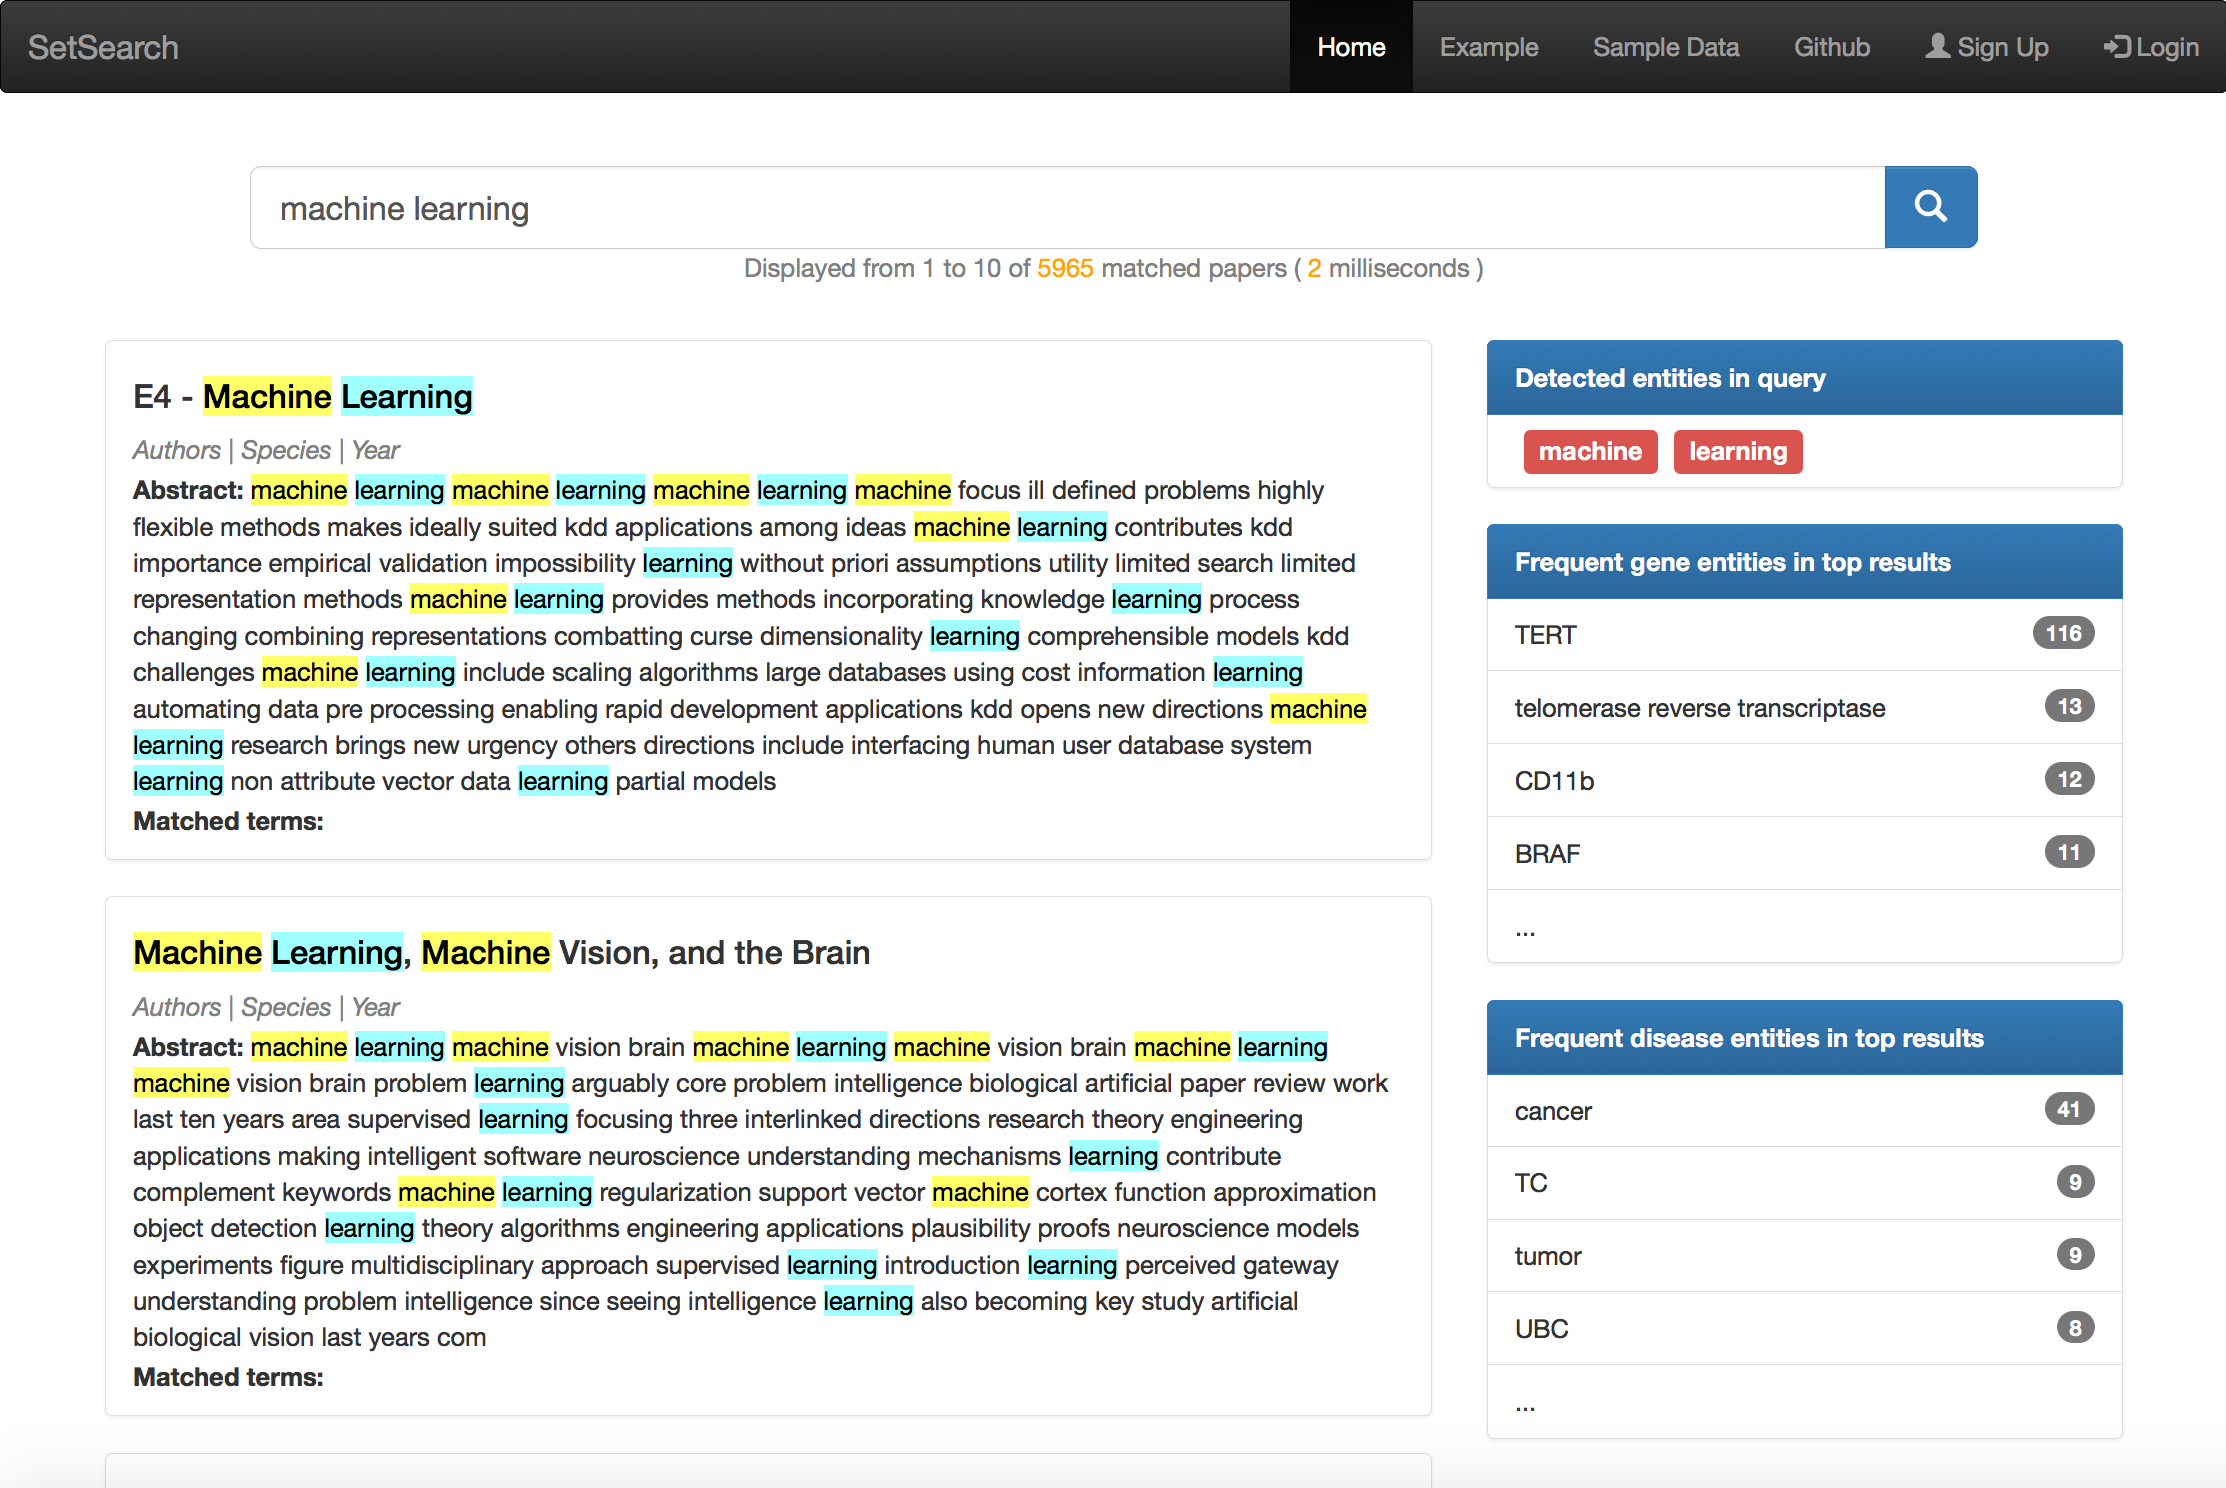 SetSearch
Home
Example
Sample Data
Github
Sign Up
Login
machine learning
Displayed from 1 to 10 of 5965 matched papers ( 2 milliseconds )
E4 - Machine Learning
Authors | Species | Year
Abstract: machine learning machine learning machine learning machine focus ill defined problems highly
flexible methods makes ideally suited kdd applications among ideas machine learning contributes kdd
importance empirical validation impossibility learning without priori assumptions utility limited search limited
representation methods machine learning provides methods incorporating knowledge learning process
changing combining representations combatting curse dimensionality learning comprehensible models kdd
challenges machine learning include scaling algorithms large databases using cost information learning
automating data pre processing enabling rapid development applications kdd opens new directions machine
learning research brings new urgency others directions include interfacing human user database system
learning non attribute vector data learning partial models
Matched terms:
Machine Learning, Machine Vision, and the Brain
Authors | Species | Year
Abstract: machine learning machine vision brain machine learning machine vision brain machine learning
machine vision brain problem learning arguably core problem intelligence biological artificial paper review work
last ten years area supervised learning focusing three interlinked directions research theory engineering
applications making intelligent software neuroscience understanding mechanisms learning contribute
complement keywords machine learning regularization support vector machine cortex function approximation
object detection learning theory algorithms engineering applications plausibility proofs neuroscience models
experiments figure multidisciplinary approach supervised learning introduction learning perceived gateway
understanding problem intelligence since seeing intelligence learning also becoming key study artificial
biological vision last years com
Matched terms:
Detected entities in query
machine learning
Frequent gene entities in top results
TERT 116
telomerase reverse transcriptase 13
CD11b 12
BRAF 11
...
Frequent disease entities in top results
cancer 41
TC 9
tumor 9
UBC 8
...